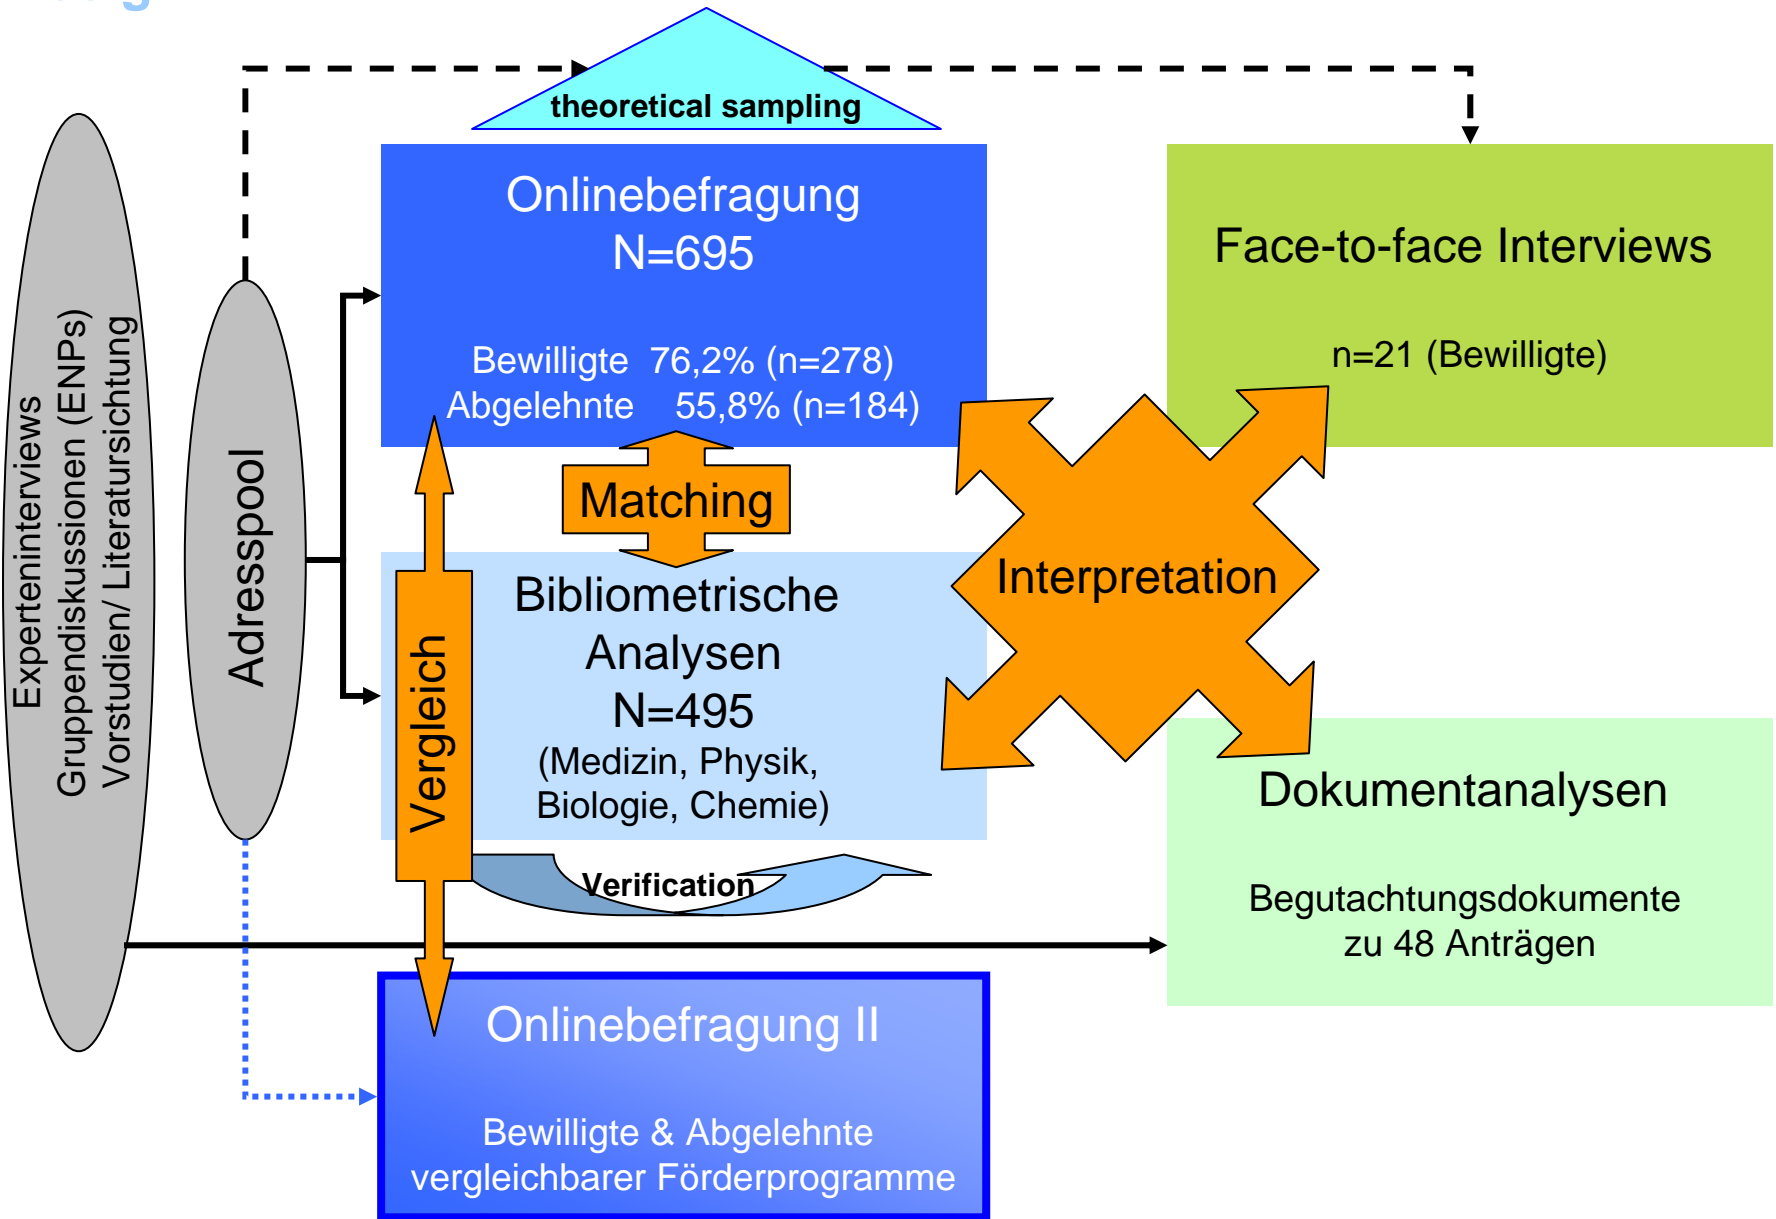 theoretical sampling
Onlinebefragung
N=695
Bewilligte 76,2% (n=278)
Abgelehnte 55,8% (n=184)
Face-to-face Interviews
n=21 (Bewilligte)
Experteninterviews
Gruppendiskussionen (ENPs)
Vorstudien/ Literatursichtung
Adresspool
Matching
Interpretation
Vergleich
Bibliometrische
Analysen
N=495
(Medizin, Physik,
Biologie, Chemie)
Verification
Dokumentanalysen
Begutachtungsdokumente
zu 48 Anträgen
Onlinebefragung II
Bewilligte & Abgelehnte
vergleichbarer Förderprogramme